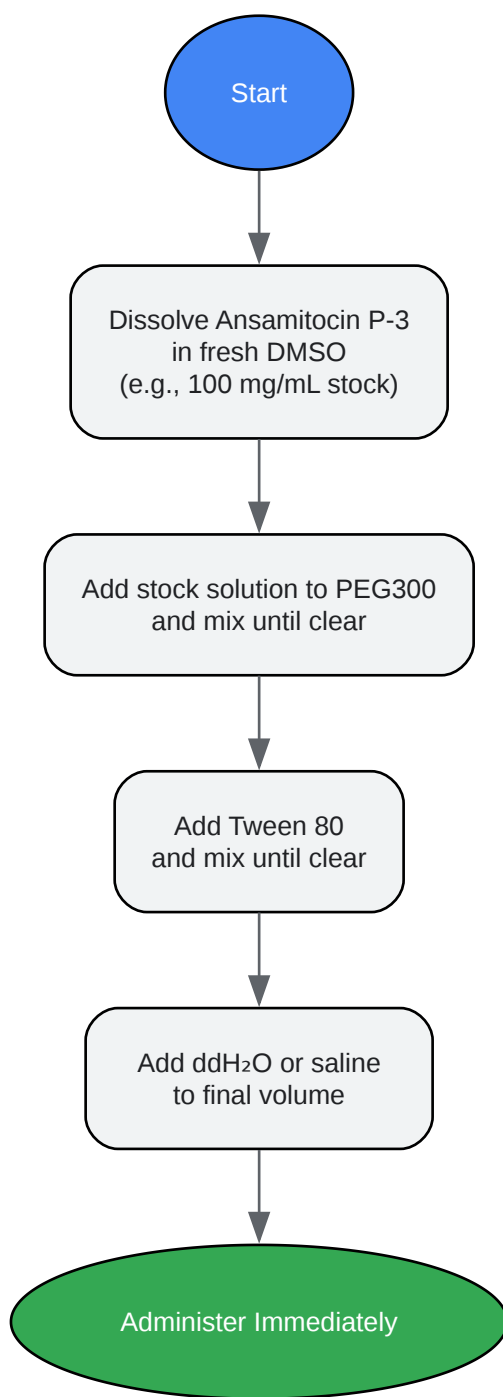 Start
Dissolve Ansamitocin P-3
in fresh DMSO
(e.g., 100 mg/mL stock)
Add stock solution to PEG300
and mix until clear
Add Tween 80
and mix until clear
Add ddH₂O or saline
to final volume
Administer Immediately